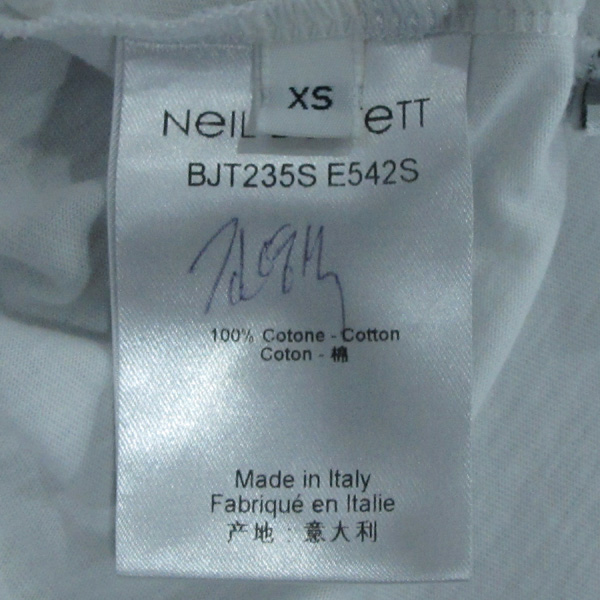 XS
BJT235S E542S
100% Cotone - Cotton
Coton - 棉
Made in Italy
Fabriqué en Italie
产地 : 意大利